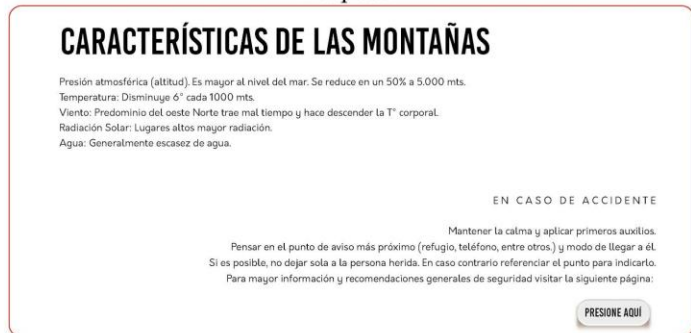 CARACTERÍSTICAS DE LAS MONTAÑAS
Presión atmosférica (altitud). Es mayor al nivel del mar. Se reduce en un 50% a 5.000 mts.
Temperatura: Disminuye 6° cada 1000 mts.
Viento: Predominio del oeste Norte trae mal tiempo y hace descender la T° corporal.
Radiación Solar: Lugares altos mayor radiación.
Agua: Generalmente escasez de agua.
EN CASO DE ACCIDENTE
Mantener la calma y aplicar primeros auxilios.
Pensar en el punto de aviso más próximo (refugio, teléfono, entre otros.) y modo de llegar a él.
Si es posible, no dejar sola a la persona herida. En caso contrario referenciar el punto para indicarlo.
Para mayor información y recomendaciones generales de seguridad visitar la siguiente página:
PRESIONE AQUÍ